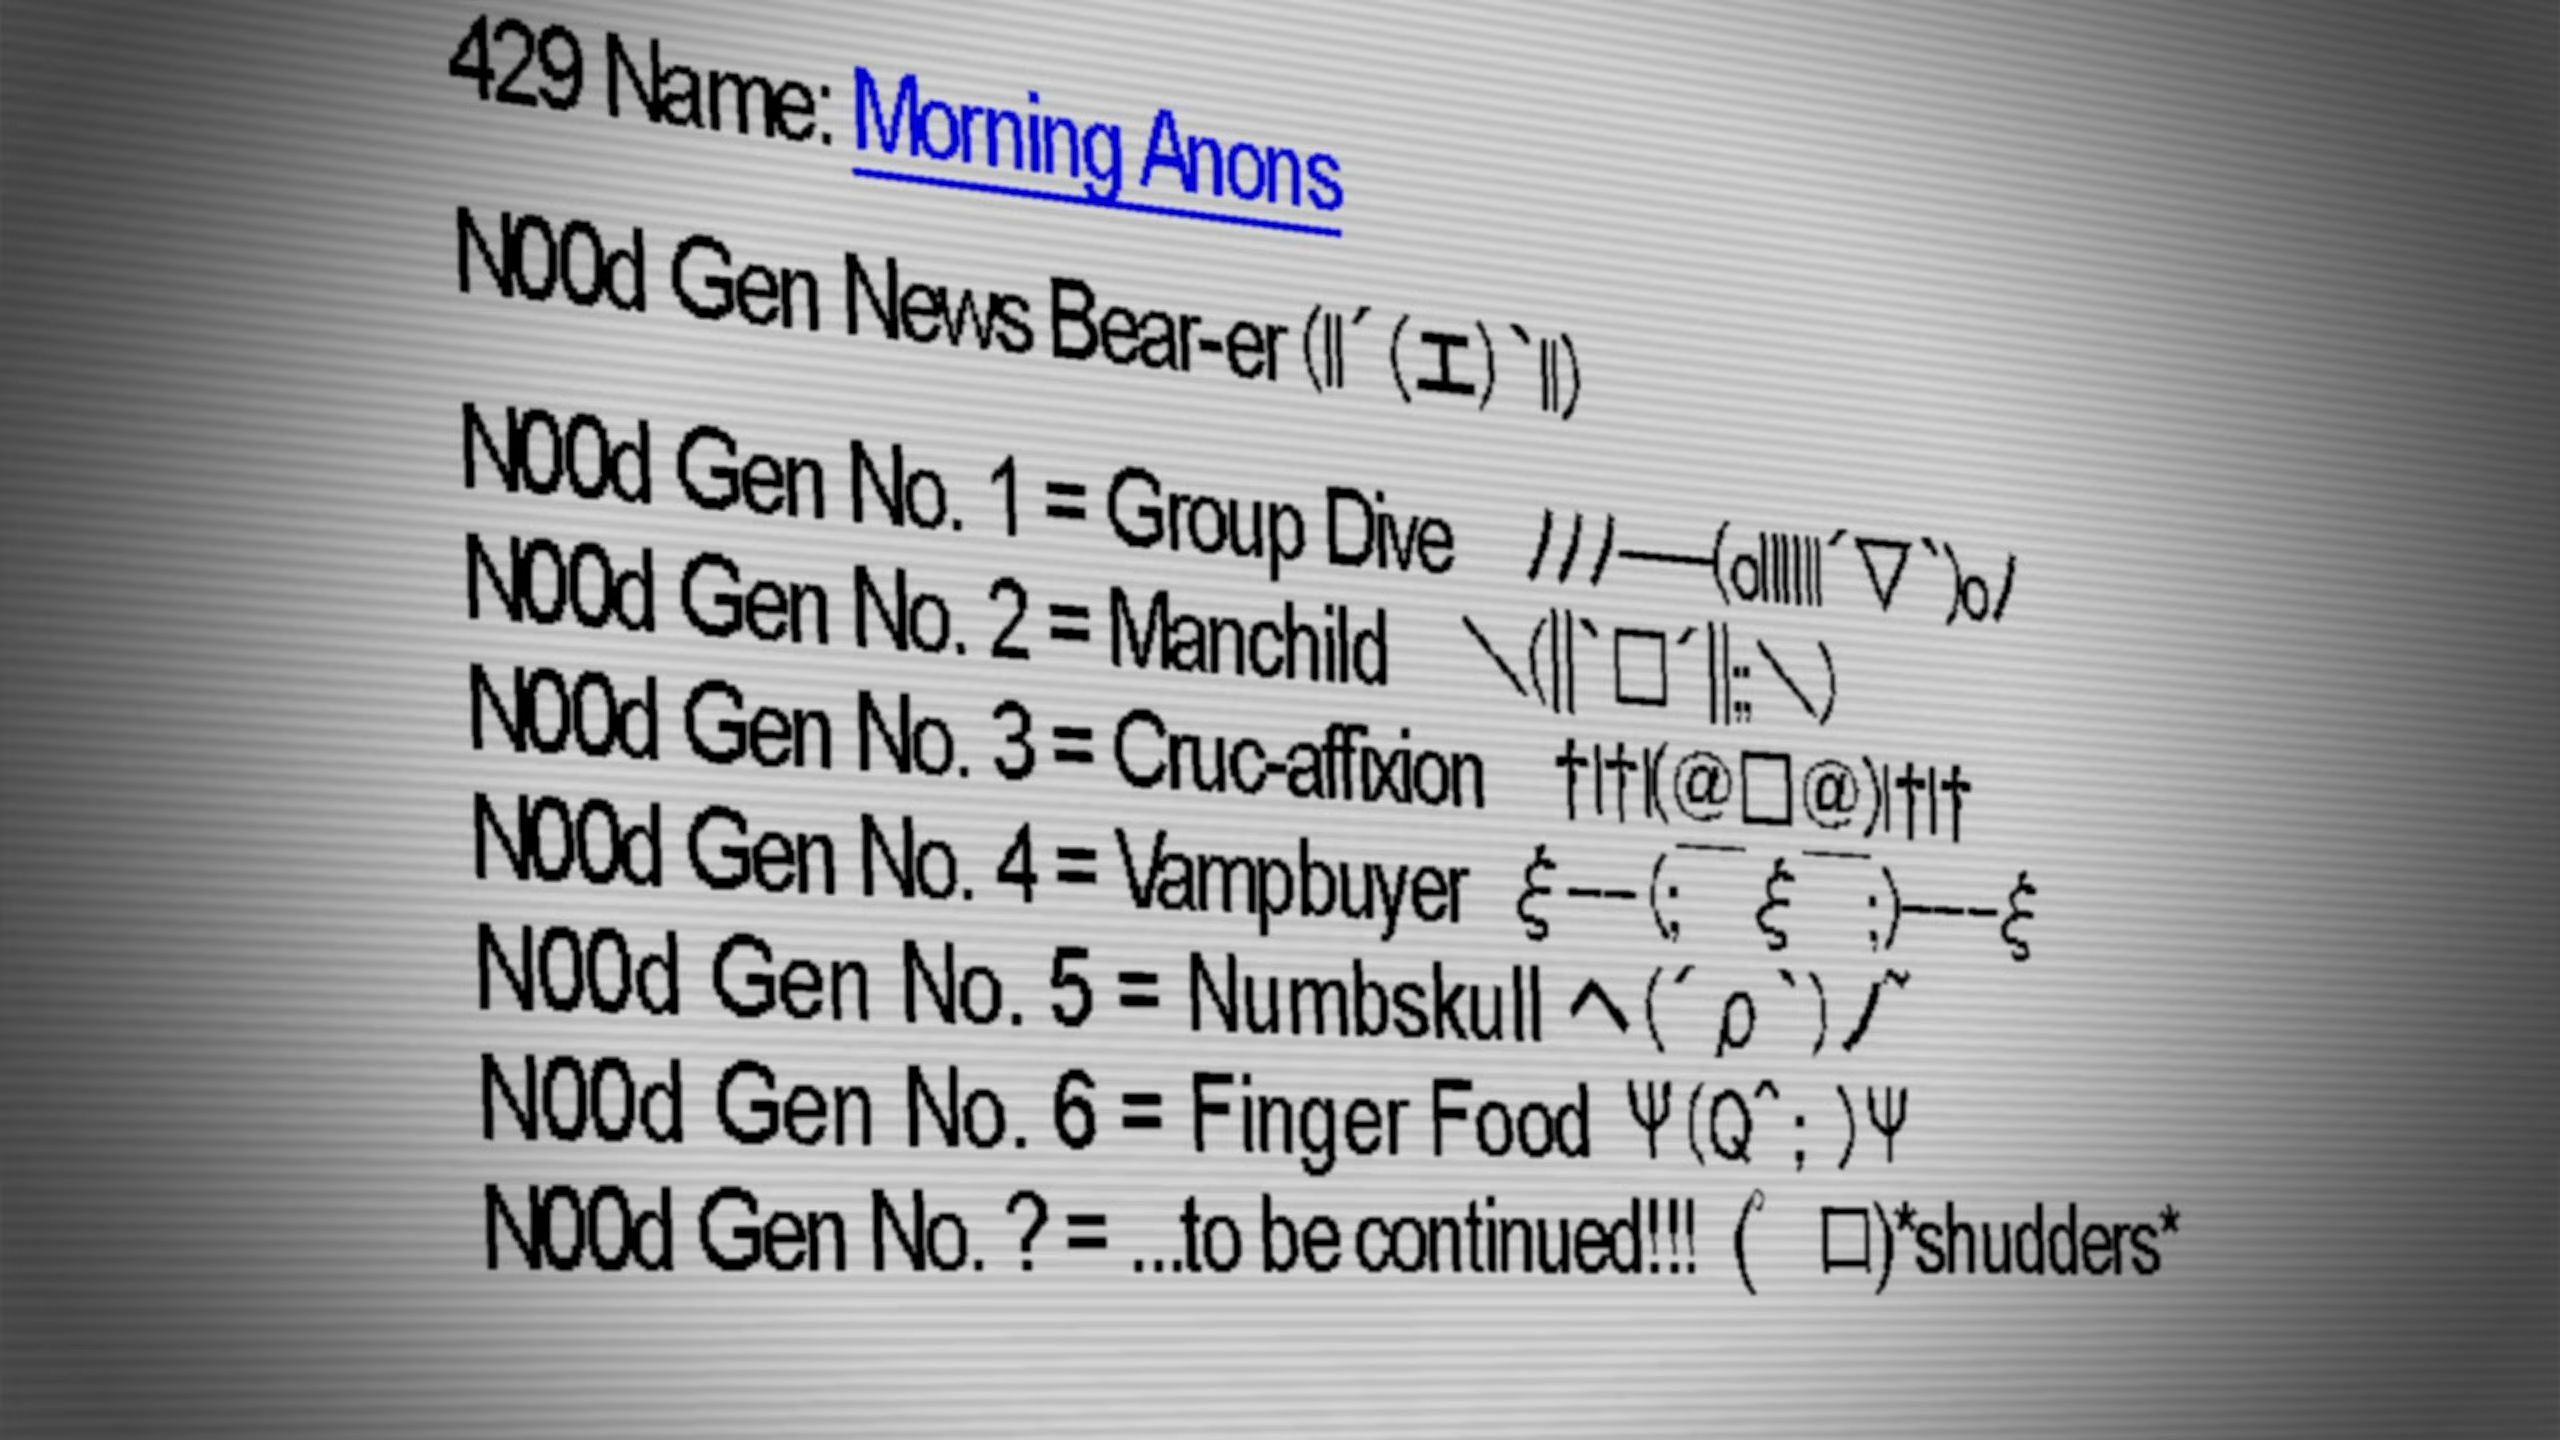 429 Name: Morning Anons
N00d Gen News Bear-er (||´(エ)`||)
N00d Gen No. 1 = Group Dive ///──(o||||||´▽`)o/
N00d Gen No. 2 = Manchild ＼(||`□´||;;＼)
N00d Gen No. 3 = Cruc-affixion †|†|(@□@)|†|†
N00d Gen No. 4 = Vampbuyer ξ--(;￣ξ￣;)---ξ
N00d Gen No. 5 = Numbskull ヘ(´ρ`)ノ~
N00d Gen No. 6 = Finger Food Ψ(Q^;)Ψ
N00d Gen No. ? = ...to be continued!!! (ﾟ □)*shudders*